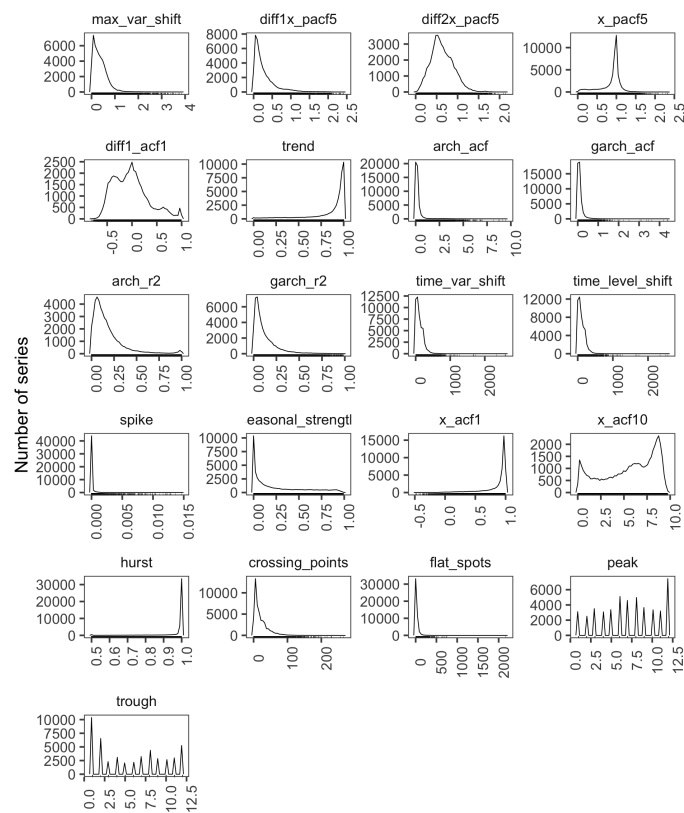 max_var_shift diff1x_pacf5 diff2x_pacf5 x_pacf5
6000 4000 2000 0
8000 6000 4000 2000 0
3000 2000 1000 0
10000 5000 0
0 1 2 3 4
0.0 0.5 1.0 1.5 2.0 2.5
0.0 0.5 1.0 1.5 2.0
0.0 0.5 1.0 1.5 2.0 2.5
diff1_acf1 trend arch_acf garch_acf
2500 2000 1500 1000 500 0
10000 7500 5000 2500 0
20000 15000 10000 5000 0
15000 10000 5000 0
-0.5 0.0 0.5 1.0
0.00 0.25 0.50 0.75 1.00
0.0 2.5 5.0 7.5 10.0
0 1 2 3 4
arch_r2 garch_r2 time_var_shift time_level_shift
4000 3000 2000 1000 0
6000 4000 2000 0
12500 10000 7500 5000 2500 0
12000 8000 4000 0
0.00 0.25 0.50 0.75 1.00
0.00 0.25 0.50 0.75 1.00
0 1000 2000
0 1000 2000
Number of series
spike easonal_strengtl x_acf1 x_acf10
40000 30000 20000 10000 0
10000 7500 5000 2500 0
15000 10000 5000 0
2000 1500 1000 500 0
0.000 0.005 0.010 0.015
0.00 0.25 0.50 0.75 1.00
-0.5 0.0 0.5 1.0
0.0 2.5 5.0 7.5 10.0
hurst crossing_points flat_spots peak
30000 20000 10000 0
10000 5000 0
30000 20000 10000 0
6000 4000 2000 0
0.5 0.6 0.7 0.8 0.9 1.0
0 100 200
0 500 1000 1500 2000
0.0 2.5 5.0 7.5 10.0 12.5
trough
10000 7500 5000 2500 0
0.0 2.5 5.0 7.5 10.0 12.5